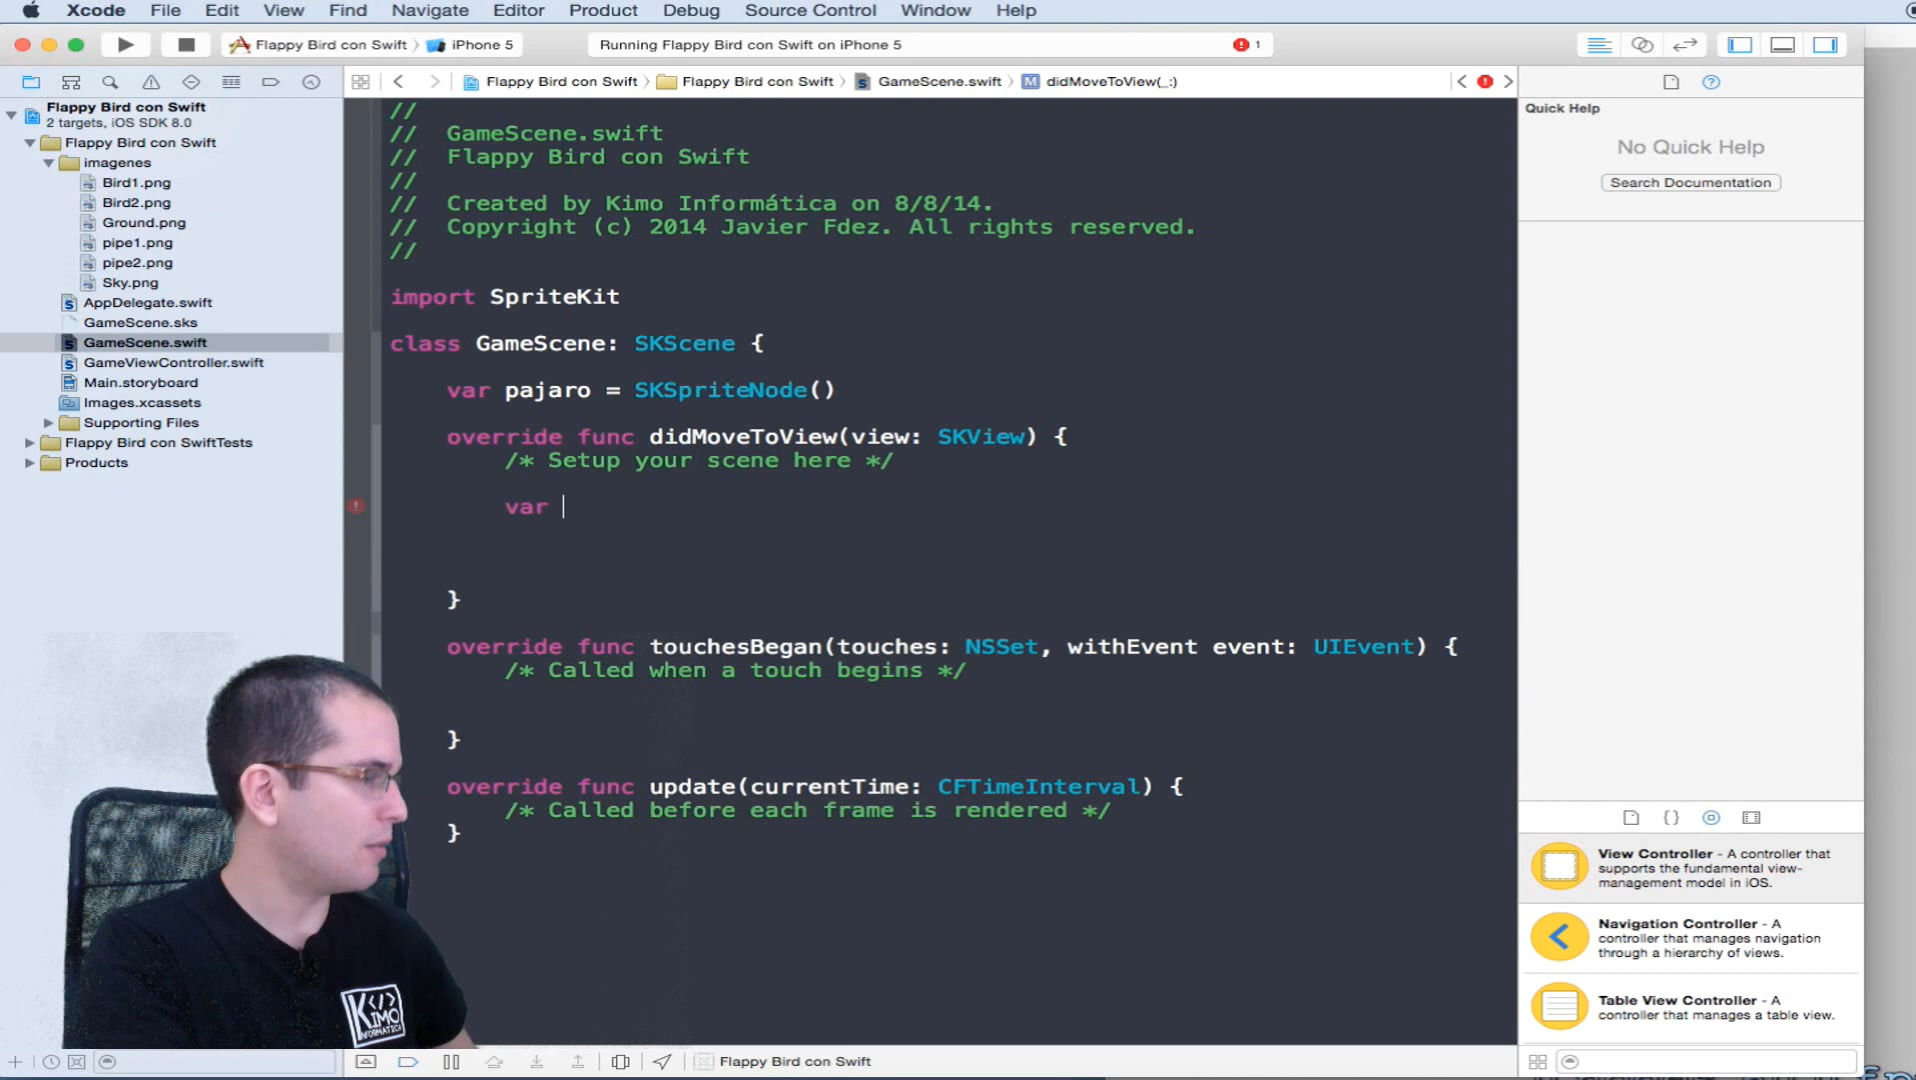 Xcode File Edit View Find Navigate Editor Product Debug Source Control Window Help
Flappy Bird con Swift iPhone 5 Running Flappy Bird con Swift on iPhone 5 1
Flappy Bird con Swift Flappy Bird con Swift GameScene.swift M didMoveToView(_:)
Flappy Bird con Swift
2 targets, iOS SDK 8.0
Flappy Bird con Swift
imagenes
Bird1.png
Bird2.png
Ground.png
pipe1.png
pipe2.png
Sky.png
AppDelegate.swift
GameScene.sks
GameScene.swift
GameViewController.swift
Main.storyboard
Images.xcassets
Supporting Files
Flappy Bird con SwiftTests
Products
//
// GameScene.swift
// Flappy Bird con Swift
//
// Created by Kimo Informática on 8/8/14.
// Copyright (c) 2014 Javier Fdez. All rights reserved.
//
import SpriteKit
class GameScene: SKScene {
var pajaro = SKSpriteNode()
override func didMoveToView(view: SKView) {
/* Setup your scene here */
var
}
override func touchesBegan(touches: NSSet, withEvent event: UIEvent) {
/* Called when a touch begins */
}
override func update(currentTime: CFTimeInterval) {
/* Called before each frame is rendered */
}
Quick Help
No Quick Help
Search Documentation
View Controller - A controller that
supports the fundamental view-
management model in iOS.
Navigation Controller - A
controller that manages navigation
through a hierarchy of views.
Table View Controller - A
controller that manages a table view.
KIMO
INFORMATICA
Flappy Bird con Swift